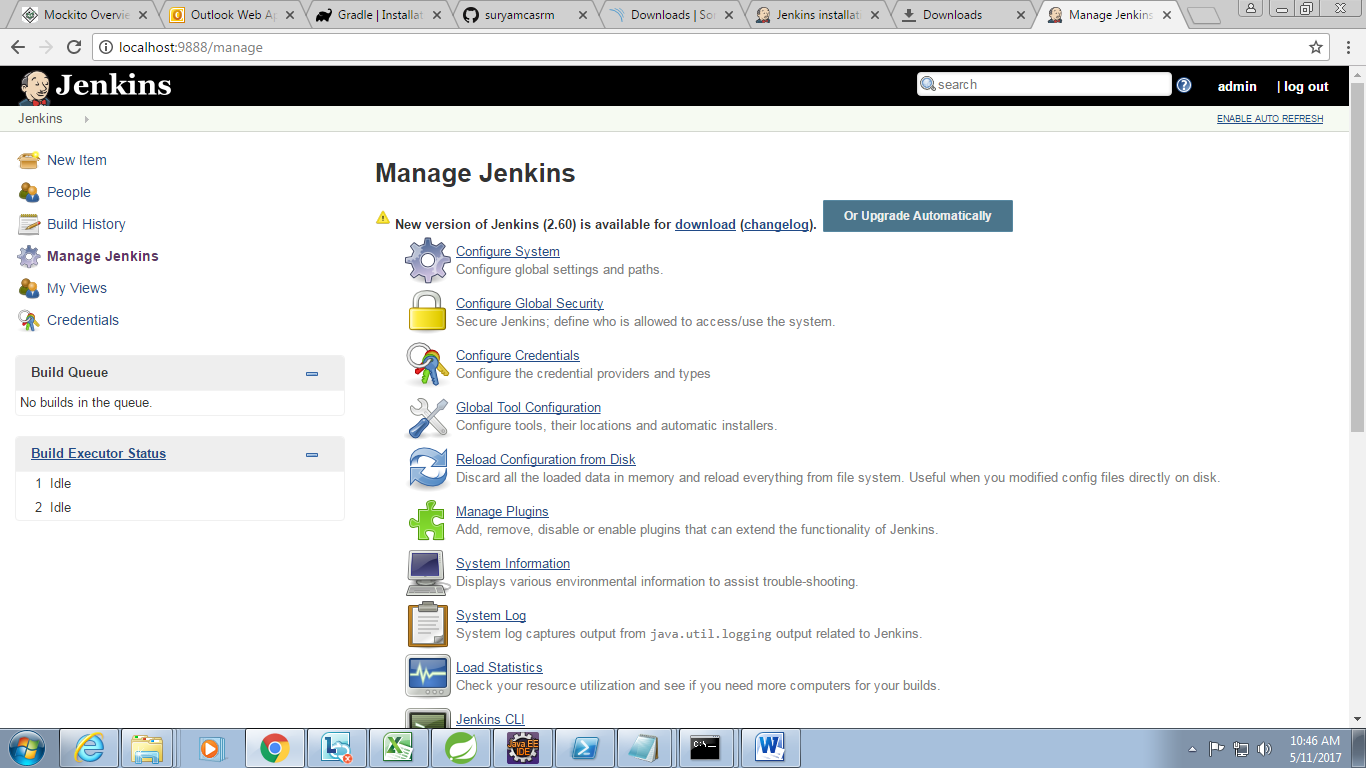 Mockito Overvie
Outlook Web Ap
Gradle | Installat
suryamcasrm
Downloads | Son
Jenkins installati
Downloads
Manage Jenkins
localhost:9888/manage
Jenkins
search
admin
| log out
Jenkins
ENABLE AUTO REFRESH
New Item
People
Build History
Manage Jenkins
My Views
Credentials
Build Queue
No builds in the queue.
Build Executor Status
1 Idle
2 Idle
Manage Jenkins
New version of Jenkins (2.60) is available for download (changelog).
Or Upgrade Automatically
Configure System
Configure global settings and paths.
Configure Global Security
Secure Jenkins; define who is allowed to access/use the system.
Configure Credentials
Configure the credential providers and types
Global Tool Configuration
Configure tools, their locations and automatic installers.
Reload Configuration from Disk
Discard all the loaded data in memory and reload everything from file system. Useful when you modified config files directly on disk.
Manage Plugins
Add, remove, disable or enable plugins that can extend the functionality of Jenkins.
System Information
Displays various environmental information to assist trouble-shooting.
System Log
System log captures output from java.util.logging output related to Jenkins.
Load Statistics
Check your resource utilization and see if you need more computers for your builds.
Jenkins CLI
Java EE
IDE
C:\.
10:46 AM
5/11/2017